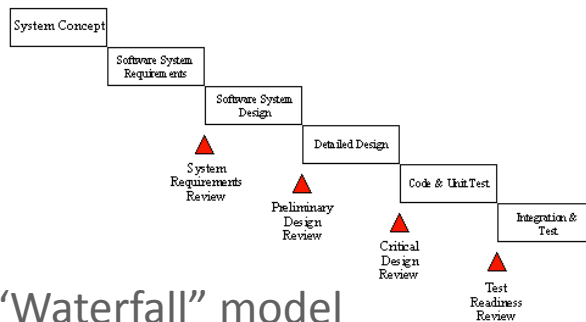 System Concept
Software System
Requirements
Software System
Design
Detailed Design
Code & Unit Test
Integration &
Test
System
Requirements
Review
Preliminary
Design
Review
Critical
Design
Review
Test
Readiness
Review
“Waterfall” model